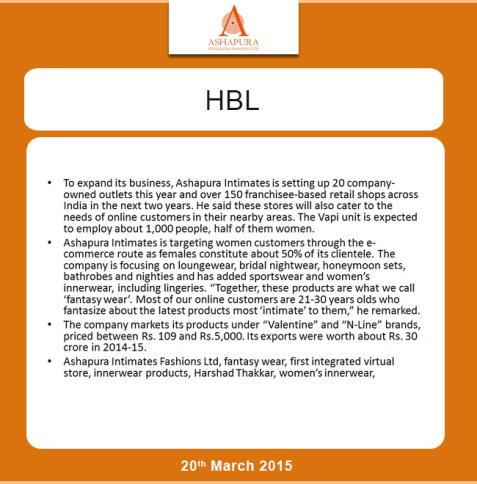 ASHAPURA
INTIMATES FASHION LTD
HBL
• To expand its business, Ashapura Intimates is setting up 20 company-
owned outlets this year and over 150 franchisee-based retail shops across
India in the next two years. He said these stores will also cater to the
needs of online customers in their nearby areas. The Vapi unit is expected
to employ about 1,000 people, half of them women.
• Ashapura Intimates is targeting women customers through the e-
commerce route as females constitute about 50% of its clientele. The
company is focusing on loungewear, bridal nightwear, honeymoon sets,
bathrobes and nighties and has added sportswear and women’s
innerwear, including lingeries. “Together, these products are what we call
‘fantasy wear’. Most of our online customers are 21-30 years olds who
fantasize about the latest products most ‘intimate’ to them,” he remarked.
• The company markets its products under “Valentine” and “N-Line” brands,
priced between Rs. 109 and Rs.5,000. Its exports were worth about Rs. 30
crore in 2014-15.
• Ashapura Intimates Fashions Ltd, fantasy wear, first integrated virtual
store, innerwear products, Harshad Thakkar, women’s innerwear,
20th March 2015